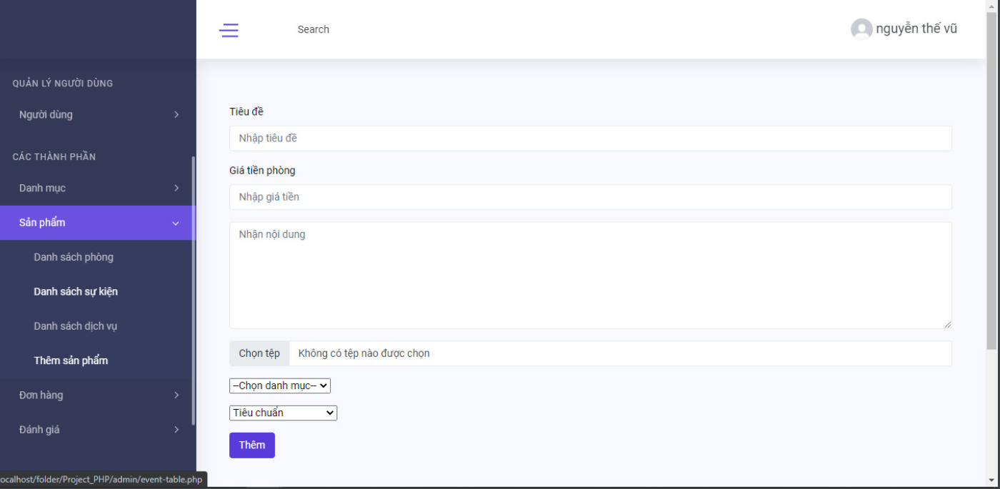 Search
nguyễn thế vũ
QUẢN LÝ NGƯỜI DÙNG
Người dùng
CÁC THÀNH PHẦN
Danh mục
Sản phẩm
Danh sách phòng
Danh sách sự kiện
Danh sách dịch vụ
Thêm sản phẩm
Đơn hàng
Đánh giá
ocalhost/folder/Project_PHP/admin/event-table.php
Tiêu đề
Nhập tiêu đề
Giá tiền phòng
Nhập giá tiền
Nhận nội dung
Chọn tệp Không có tệp nào được chọn
--Chọn danh mục--
Tiêu chuẩn
Thêm